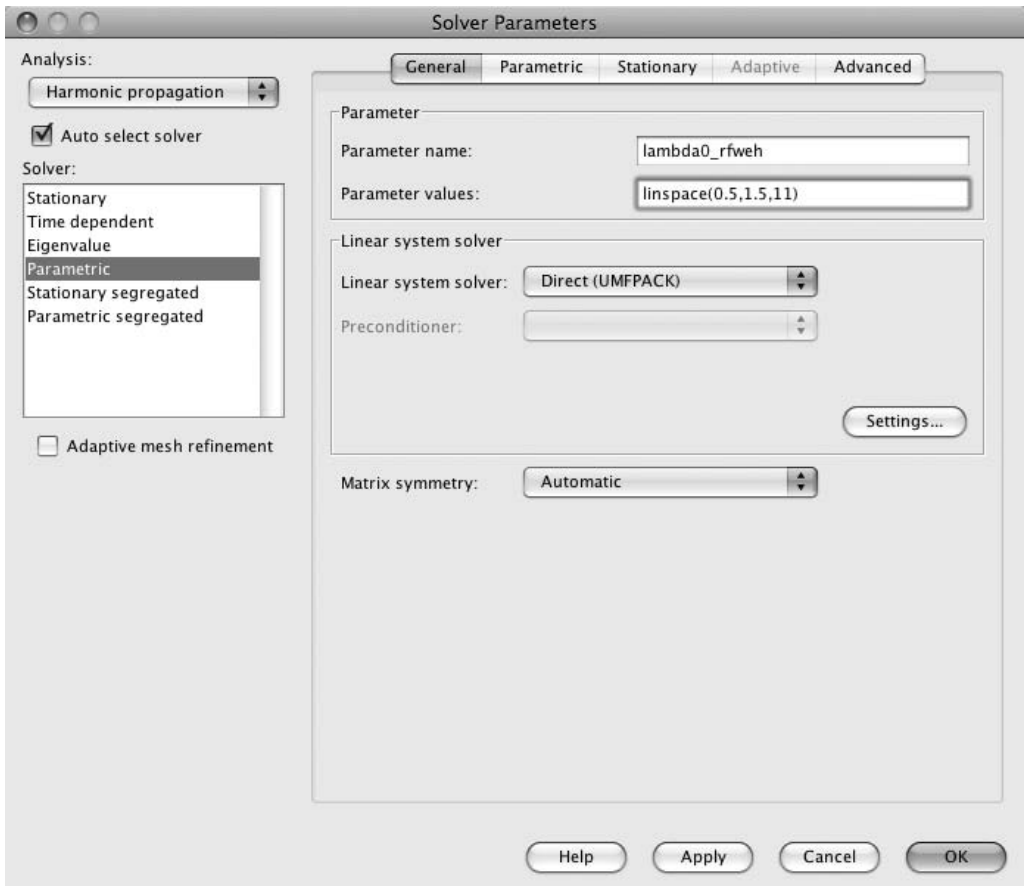 Solver Parameters
Analysis:
Harmonic propagation
Auto select solver
Solver:
Stationary
Time dependent
Eigenvalue
Parametric
Stationary segregated
Parametric segregated
Adaptive mesh refinement
General Parametric Stationary Adaptive Advanced
Parameter
Parameter name: lambda0_rfweh
Parameter values: linspace(0.5,1.5,11)
Linear system solver
Linear system solver: Direct (UMFPACK)
Preconditioner:
Settings...
Matrix symmetry: Automatic
Help Apply Cancel OK